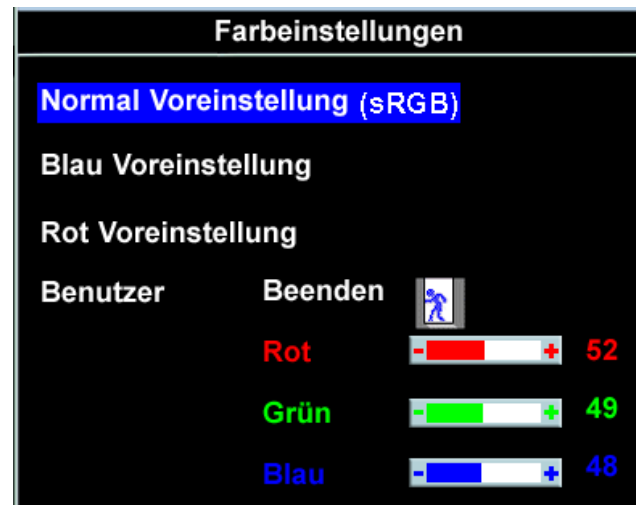 Farbeinstellungen
Normal Voreinstellung (sRGB)
Blau Voreinstellung
Rot Voreinstellung
Benutzer Beenden
Rot - + 52
Grün - + 49
Blau - + 48